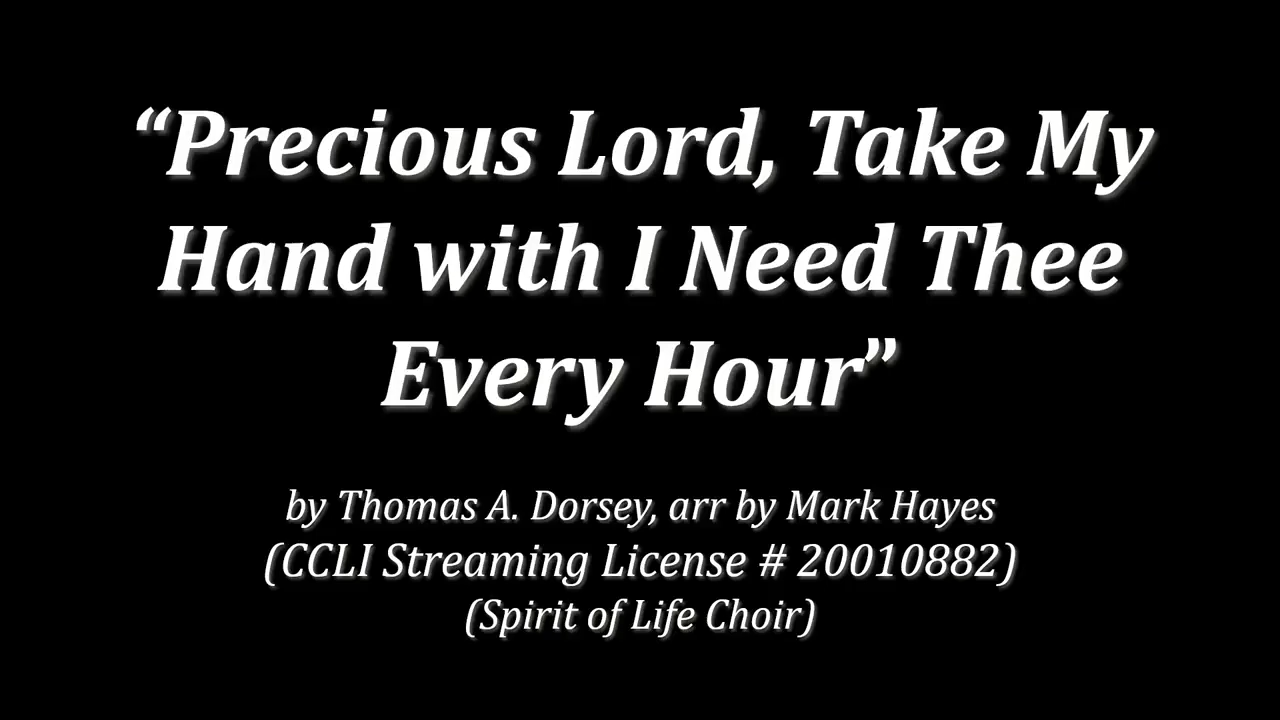 “Precious Lord, Take My
Hand with I Need Thee
Every Hour”
by Thomas A. Dorsey, arr by Mark Hayes
(CCLI Streaming License # 20010882)
(Spirit of Life Choir)